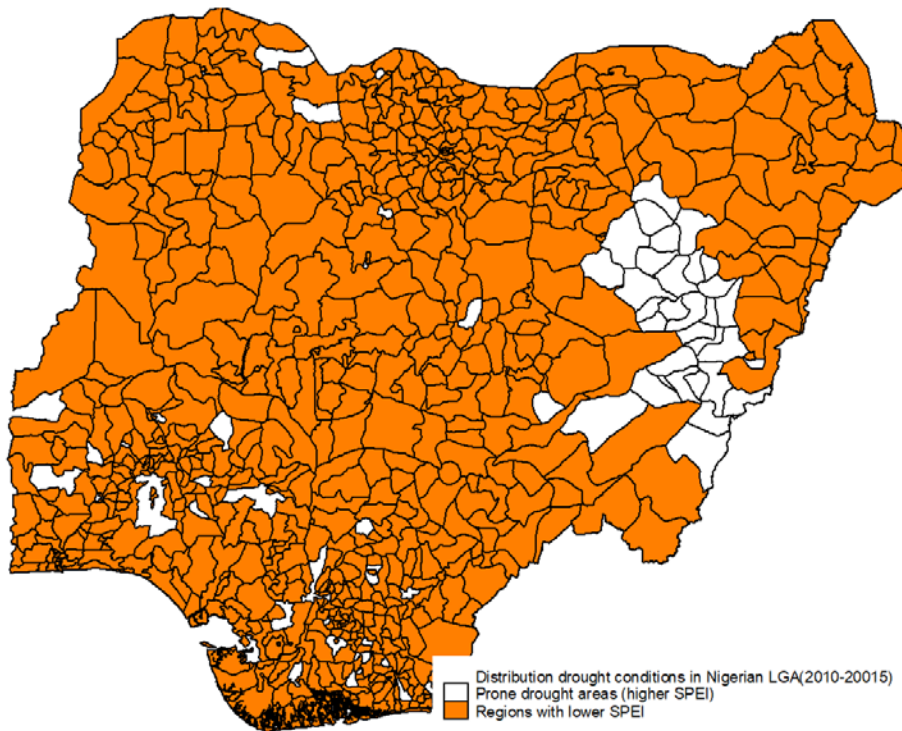 Distribution drought conditions in Nigerian LGA(2010-20015)
Prone drought areas (higher SPEI)
Regions with lower SPEI